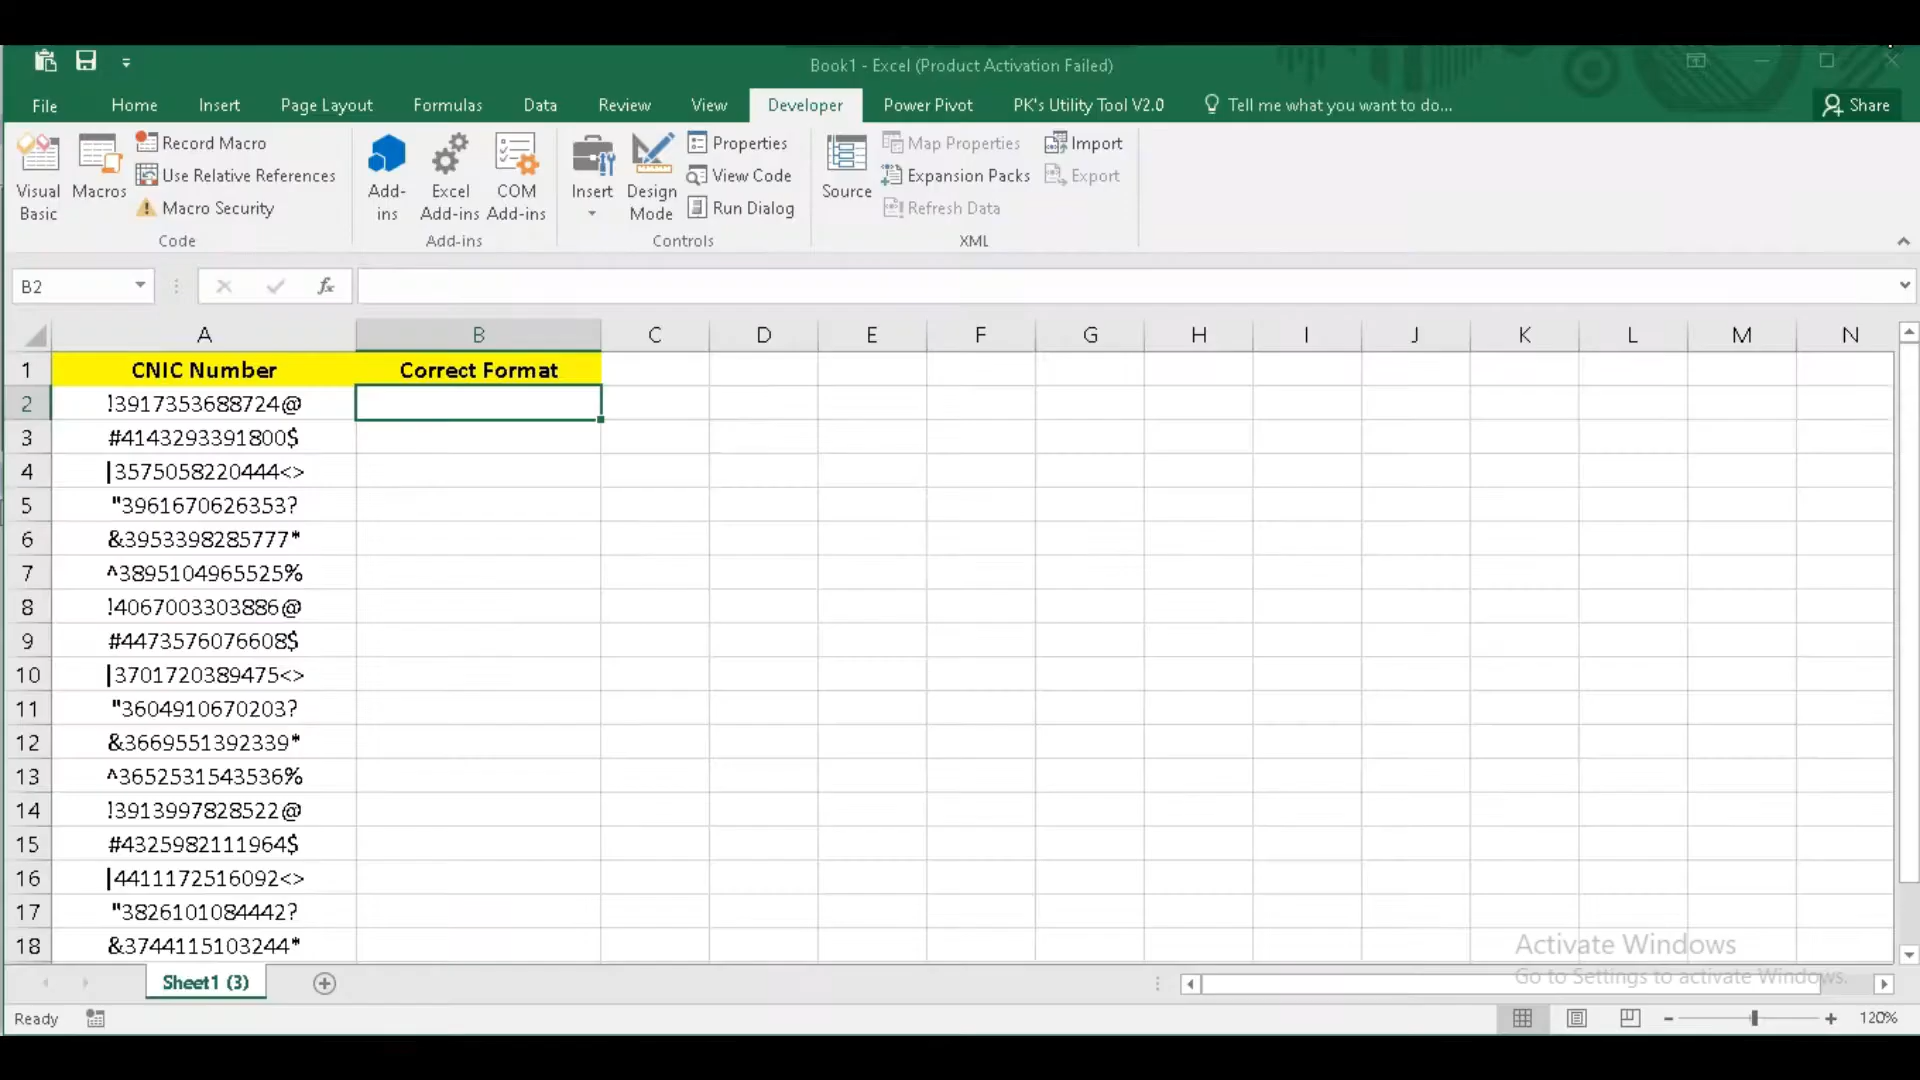 Book1 - Excel (Product Activation Failed)
File Home Insert Page Layout Formulas Data Review View Developer Power Pivot PK's Utility Tool V2.0 Tell me what you want to do... Share
Visual Basic
Macros
Record Macro
Use Relative References
Macro Security
Code
Add-ins
Excel Add-ins
COM Add-ins
Add-ins
Insert
Design Mode
Properties
View Code
Run Dialog
Controls
Source
Map Properties
Expansion Packs
Refresh Data
Import
Export
XML
B2 fx
A B C D E F G H I J K L M N
1 CNIC Number Correct Format
2 !3917353688724@
3 #4143293391800$
4 |3575058220444<>
5 "3961670626353?
6 &3953398285777*
7 ^3895104965525%
8 !4067003303886@
9 #4473576076608$
10 |3701720389475<>
11 "3604910670203?
12 &3669551392339*
13 ^3652531543536%
14 !3913997828522@
15 #4325982111964$
16 |4411172516092<>
17 "3826101084442?
18 &3744115103244*
Activate Windows
Go to Settings to activate Windows.
Sheet1 (3)
Ready 120%